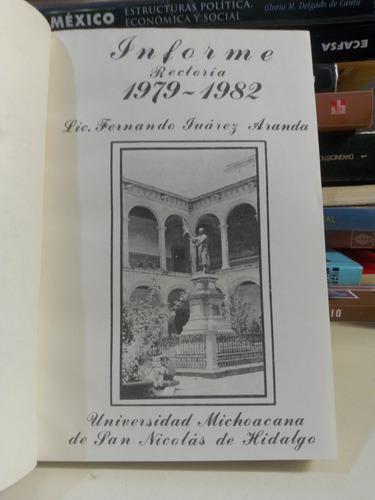 MÉXICO ESTRUCTURAS POLÍTICA,
ECONÓMICA Y SOCIAL
Gloria M. Delgado de Cantú
ECAFSA
Informe
Rectoría
1979-1982
Lic. Fernando Juárez Aranda
DIAGNOSTICO
Universidad Michoacana
de San Nicolás de Hidalgo